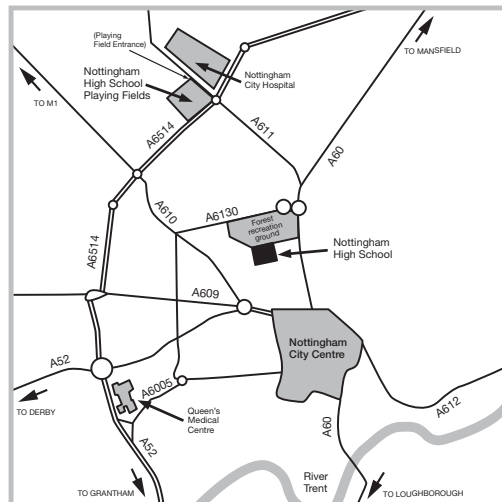 (Playing
Field Entrance)
TO MANSFIELD
Nottingham
High School
Playing Fields
Nottingham
City Hospital
TO M1
A6514
A611
A60
A610
A6130
Forest
recreation
ground
A6514
Nottingham
High School
A609
Nottingham
City Centre
A52
A6005
TO DERBY
Queen's
Medical
Centre
A60
A612
A52
River
Trent
TO GRANTHAM
TO LOUGHBOROUGH